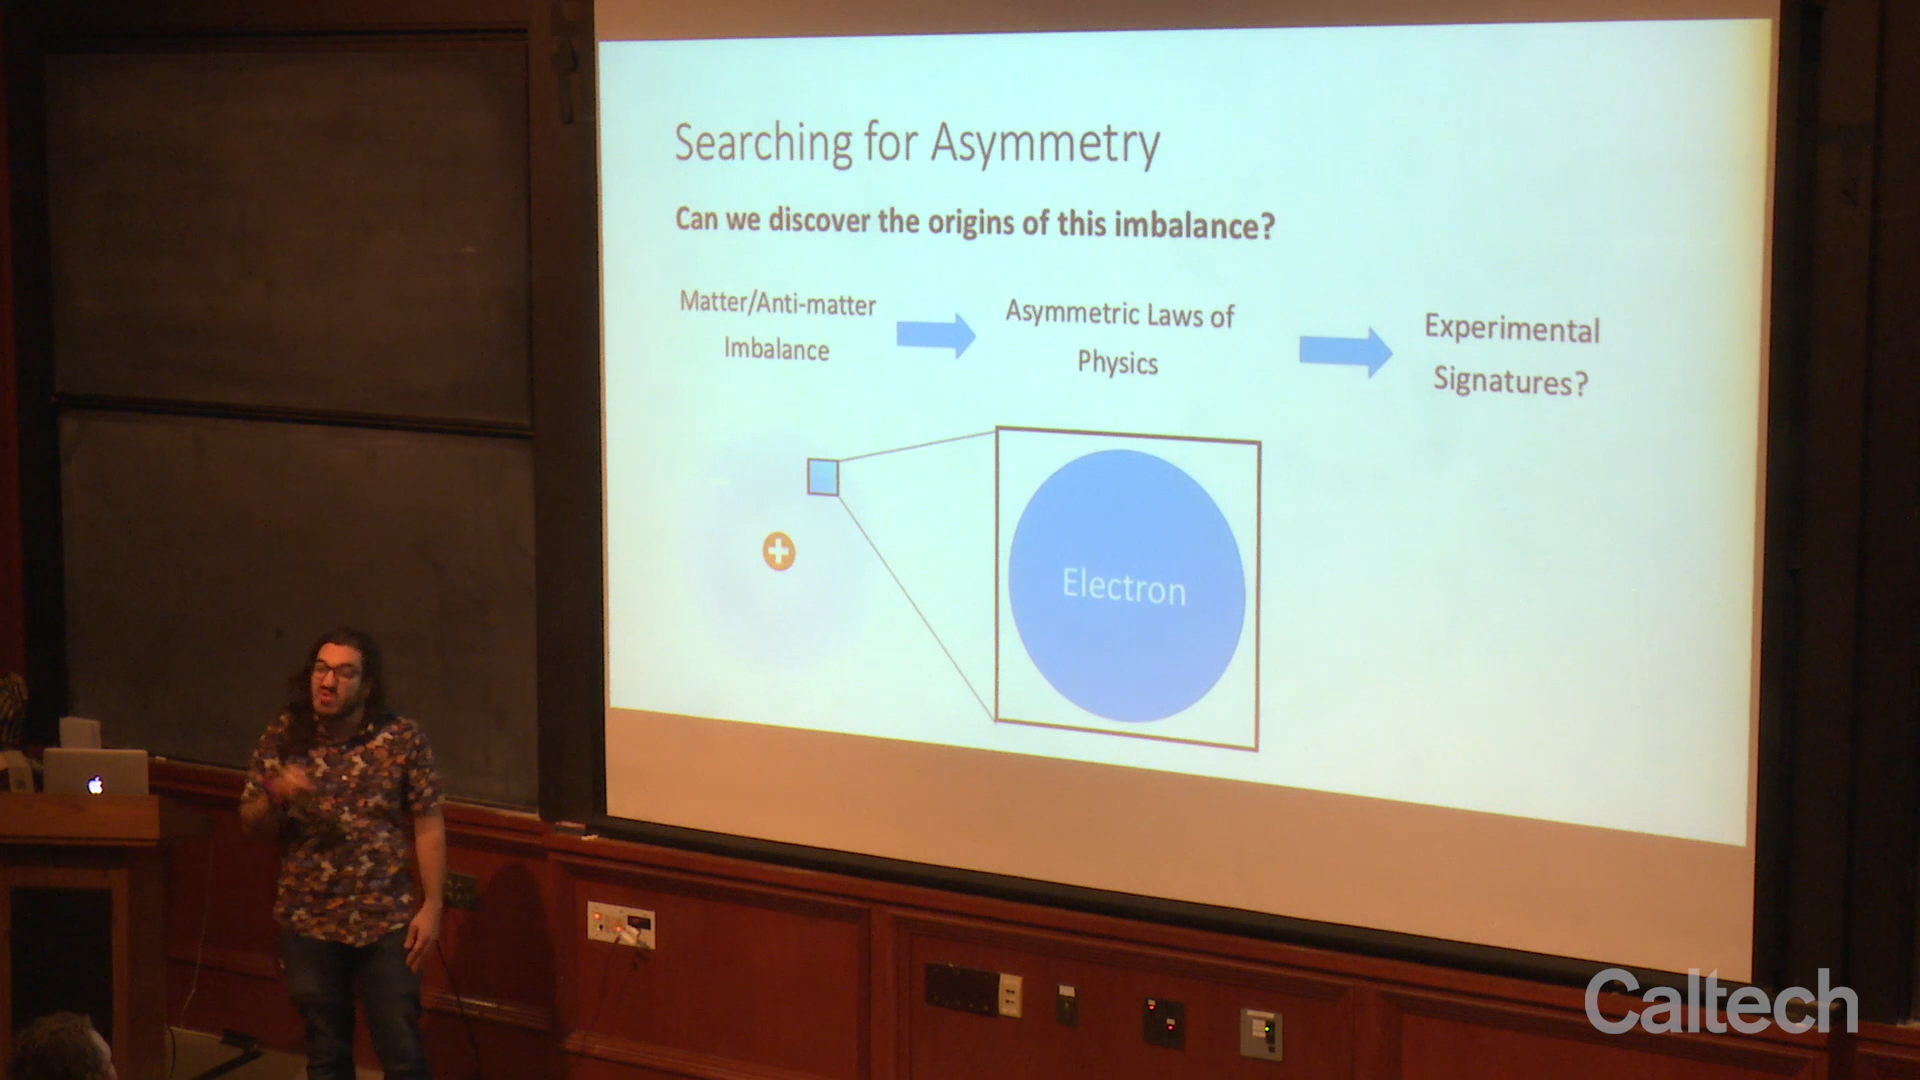 Searching for Asymmetry
Can we discover the origins of this imbalance?
Matter/Anti-matter
Imbalance
Asymmetric Laws of
Physics
Experimental
Signatures?
Electron
Caltech